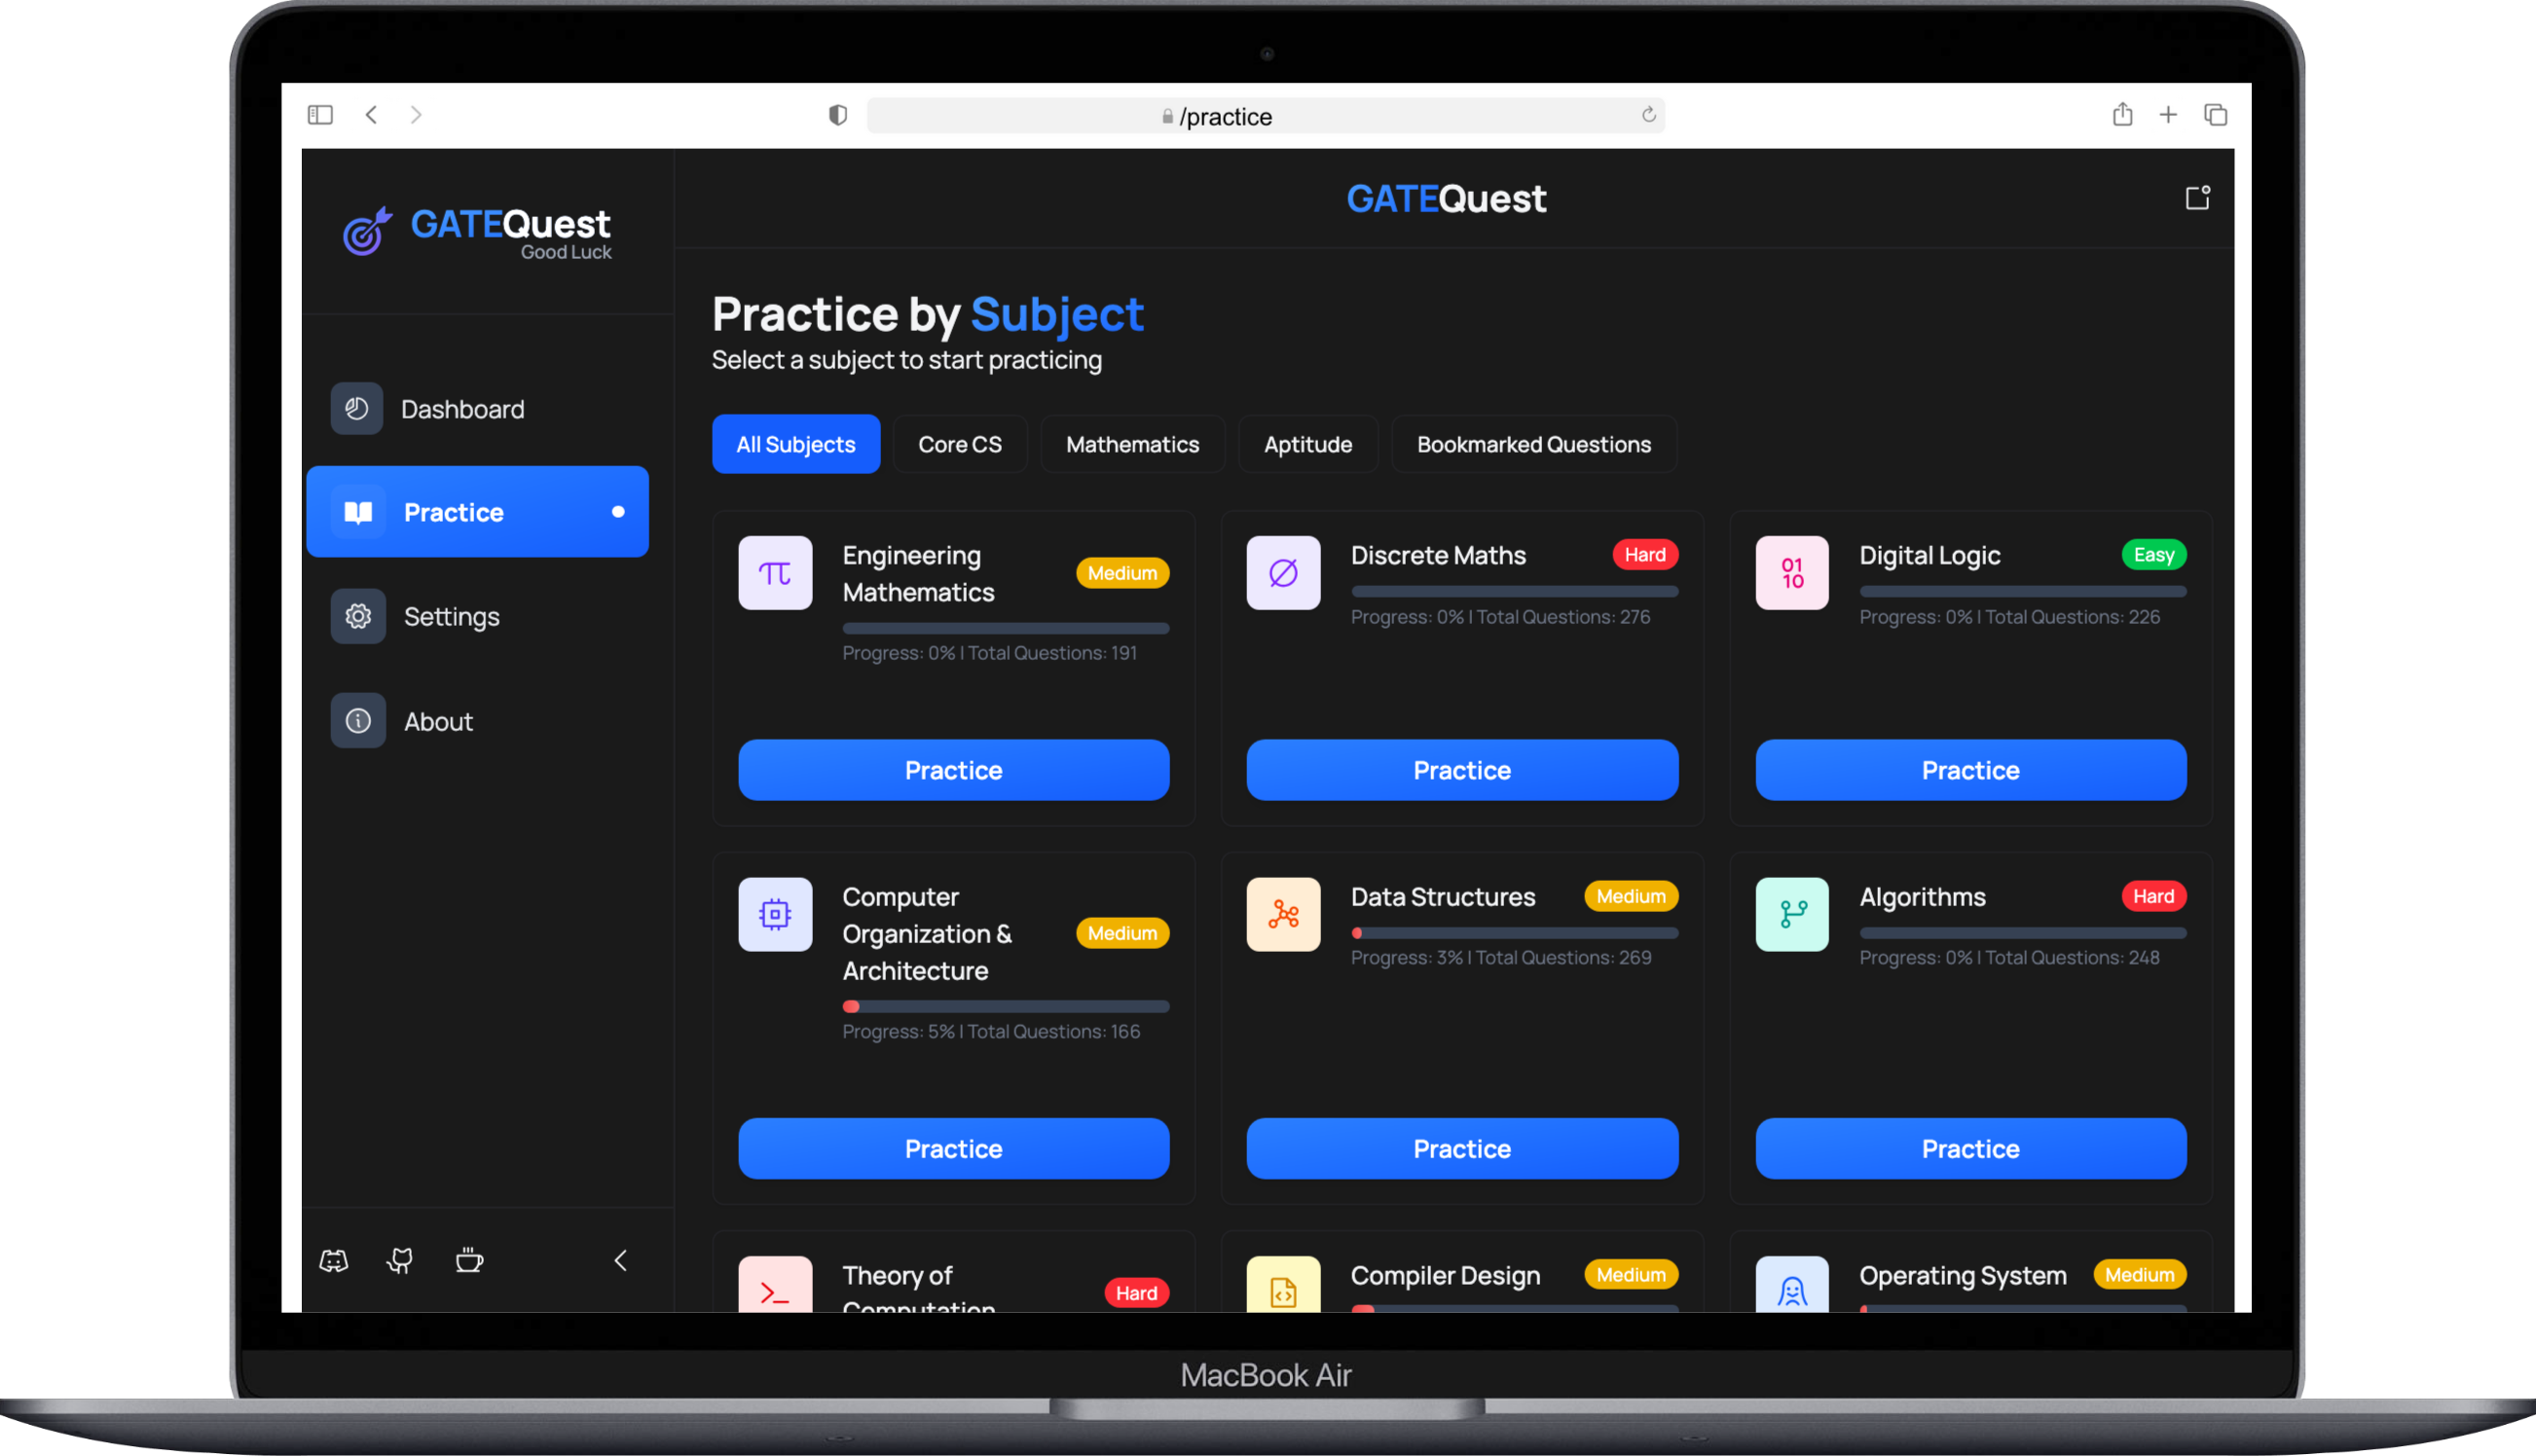 /practice
GATEQuest
Good Luck
GATEQuest
Dashboard
Practice
Settings
About
Practice by Subject
Select a subject to start practicing
All Subjects
Core CS
Mathematics
Aptitude
Bookmarked Questions
Engineering
Mathematics
Medium
Progress: 0% | Total Questions: 191
Practice
Discrete Maths
Hard
Progress: 0% | Total Questions: 276
Practice
01
10
Digital Logic
Easy
Progress: 0% | Total Questions: 226
Practice
Computer
Organization &
Architecture
Medium
Progress: 5% | Total Questions: 166
Practice
Data Structures
Medium
Progress: 3% | Total Questions: 269
Practice
Algorithms
Hard
Progress: 0% | Total Questions: 248
Practice
Theory of
Computation
Hard
Compiler Design
Medium
Operating System
Medium
MacBook Air